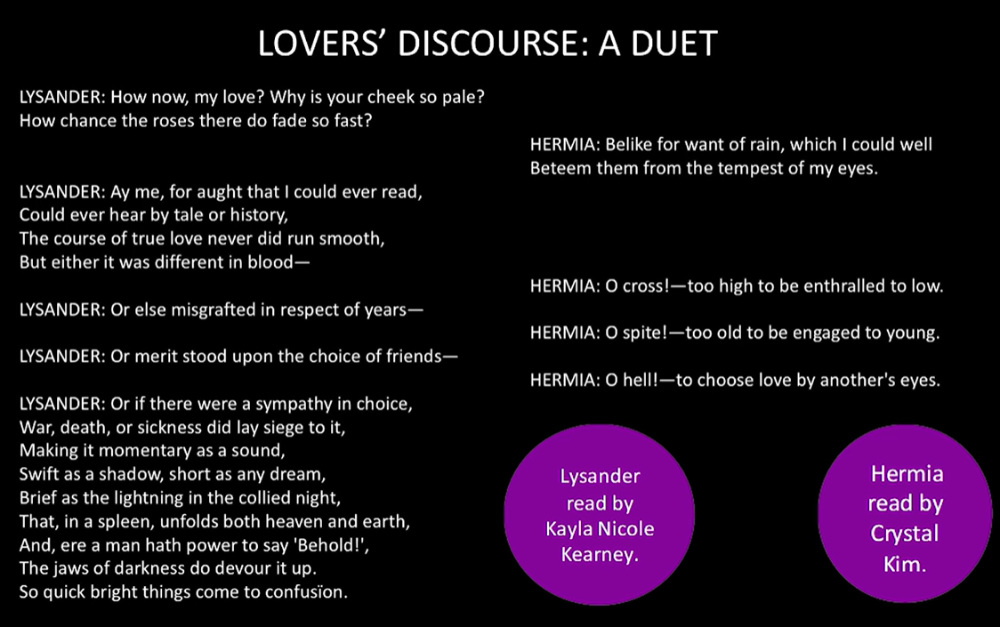 LOVERS’ DISCOURSE: A DUET
LYSANDER: How now, my love? Why is your cheek so pale?
How chance the roses there do fade so fast?
HERMIA: Belike for want of rain, which I could well
Beteem them from the tempest of my eyes.
LYSANDER: Ay me, for aught that I could ever read,
Could ever hear by tale or history,
The course of true love never did run smooth,
But either it was different in blood—
HERMIA: O cross!—too high to be enthralled to low.
LYSANDER: Or else misgrafted in respect of years—
HERMIA: O spite!—too old to be engaged to young.
LYSANDER: Or merit stood upon the choice of friends—
HERMIA: O hell!—to choose love by another's eyes.
LYSANDER: Or if there were a sympathy in choice,
War, death, or sickness did lay siege to it,
Making it momentary as a sound,
Swift as a shadow, short as any dream,
Brief as the lightning in the collied night,
That, in a spleen, unfolds both heaven and earth,
And, ere a man hath power to say 'Behold!',
The jaws of darkness do devour it up.
So quick bright things come to confusïon.
Lysander
read by
Kayla Nicole
Kearney.
Hermia
read by
Crystal
Kim.